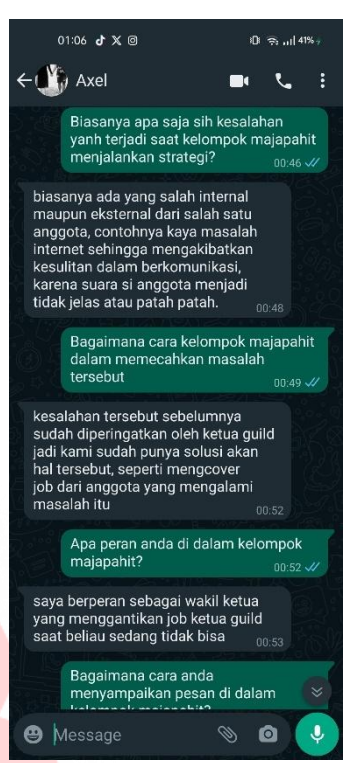 01:06
41%
Axel
Biasanya apa saja sih kesalahan
yanh terjadi saat kelompok majapahit
menjalankan strategi?
00:46
biasanya ada yang salah internal
maupun eksternal dari salah satu
anggota, contohnya kaya masalah
internet sehingga mengakibatkan
kesulitan dalam berkomunikasi,
karena suara si anggota menjadi
tidak jelas atau patah patah.
00:48
Bagaimana cara kelompok majapahit
dalam memecahkan masalah
tersebut
00:49
kesalahan tersebut sebelumnya
sudah diperingatkan oleh ketua guild
jadi kami sudah punya solusi akan
hal tersebut, seperti mengcover
job dari anggota yang mengalami
masalah itu
00:52
Apa peran anda di dalam kelompok
majapahit?
00:52
saya berperan sebagai wakil ketua
yang menggantikan job ketua guild
saat beliau sedang tidak bisa
00:53
Bagaimana cara anda
menyampaikan pesan di dalam
kelompok majapahit?
Message